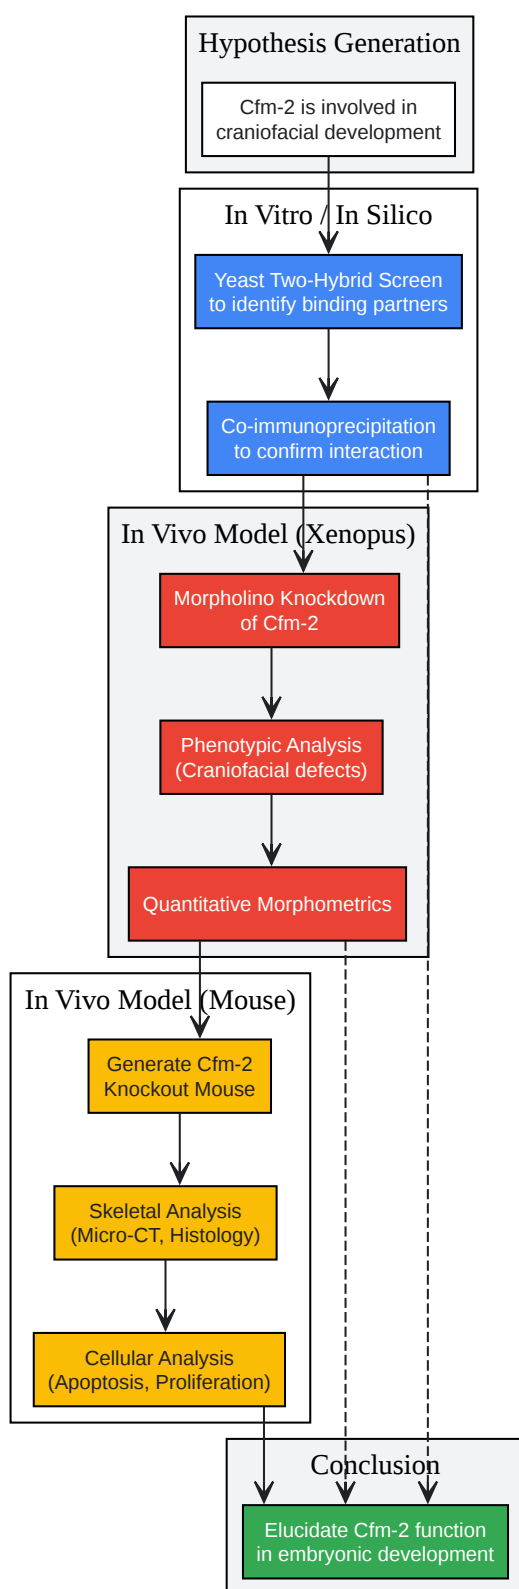 Hypothesis Generation
Cfm-2 is involved in
craniofacial development
In Vitro / In Silico
Yeast Two-Hybrid Screen
to identify binding partners
Co-immunoprecipitation
to confirm interaction
In Vivo Model (Xenopus)
Morpholino Knockdown
of Cfm-2
Phenotypic Analysis
(Craniofacial defects)
Quantitative Morphometrics
In Vivo Model (Mouse)
Generate Cfm-2
Knockout Mouse
Skeletal Analysis
(Micro-CT, Histology)
Cellular Analysis
(Apoptosis, Proliferation)
Conclusion
Elucidate Cfm-2 function
in embryonic development